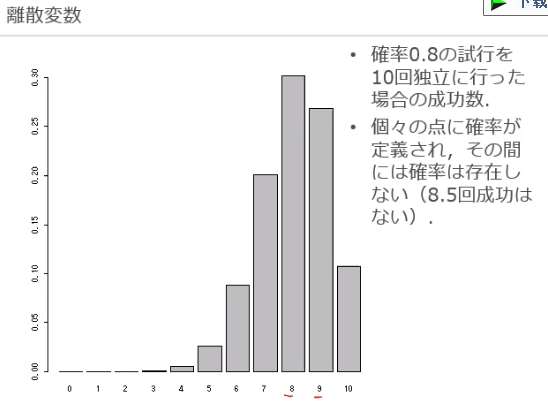 離散変数
下载
• 確率0.8の試行を
10回独立に行った
場合の成功数.
• 個々の点に確率が
定義され，その間
には確率は存在し
ない（8.5回成功は
ない）.
0.30
0.25
0.20
0.15
0.10
0.05
0.00
0 1 2 3 4 5 6 7 8 9 10